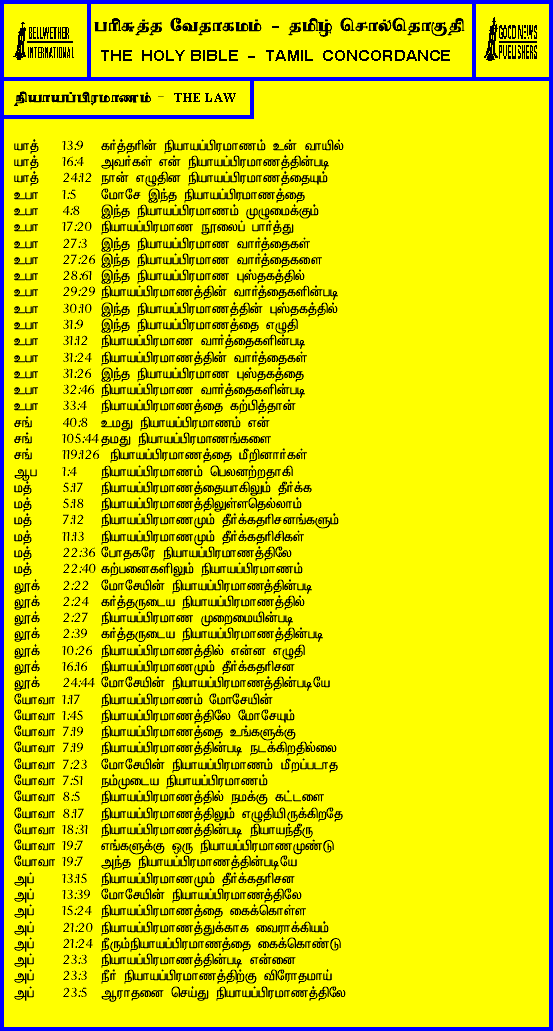 BELLWETHER
INTERNATIONAL
பரிசுத்த வேதாகமம் - தமிழ் சொல்தொகுதி
THE HOLY BIBLE - TAMIL CONCORDANCE
GOOD NEWS
PUBLISHERS
நியாயப்பிரமாணம் - THE LAW
யாத் 13:9 கர்த்தரின் நியாயப்பிரமாணம் உன் வாயில்
யாத் 16:4 அவர்கள் என் நியாயப்பிரமாணத்தின்படி
யாத் 24:12 நான் எழுதின நியாயப்பிரமாணத்தையும்
உபா 1:5 மோசே இந்த நியாயப்பிரமாணத்தை
உபா 4:8 இந்த நியாயப்பிரமாணம் முழுமைக்கும்
உபா 17:20 நியாயப்பிரமாண நூலைப் பார்த்து
உபா 27:3 இந்த நியாயப்பிரமாண வார்த்தைகள்
உபா 27:26 இந்த நியாயப்பிரமாண வார்த்தைகளை
உபா 28:61 இந்த நியாயப்பிரமாண புஸ்தகத்தில்
உபா 29:29 நியாயப்பிரமாணத்தின் வார்த்தைகளின்படி
உபா 30:10 இந்த நியாயப்பிரமாணத்தின் புஸ்தகத்தில்
உபா 31:9 இந்த நியாயப்பிரமாணத்தை எழுதி
உபா 31:12 நியாயப்பிரமாண வார்த்தைகளின்படி
உபா 31:24 நியாயப்பிரமாணத்தின் வார்த்தைகள்
உபா 31:26 இந்த நியாயப்பிரமாண புஸ்தகத்தை
உபா 32:46 நியாயப்பிரமாண வார்த்தைகளின்படி
உபா 33:4 நியாயப்பிரமாணத்தை கற்பித்தான்
சங் 40:8 உமது நியாயப்பிரமாணம் என்
சங் 105:44 தமது நியாயப்பிரமாணங்களை
சங் 119:126 நியாயப்பிரமாணத்தை மீறினார்கள்
ஆப 1:4 நியாயப்பிரமாணம் பெலனற்றதாகி
மத் 5:17 நியாயப்பிரமாணத்தையாகிலும் தீர்க்க
மத் 5:18 நியாயப்பிரமாணத்திலுள்ளதெல்லாம்
மத் 7:12 நியாயப்பிரமாணமும் தீர்க்கதரிசனங்களும்
மத் 11:13 நியாயப்பிரமாணமும் தீர்க்கதரிசிகள்
மத் 22:36 போதகரே நியாயப்பிரமாணத்திலே
மத் 22:40 கற்பனைகளிலும் நியாயப்பிரமாணம்
லூக் 2:22 மோசேயின் நியாயப்பிரமாணத்தின்படி
லூக் 2:24 கர்த்தருடைய நியாயப்பிரமாணத்தில்
லூக் 2:27 நியாயப்பிரமாண முறைமையின்படி
லூக் 2:39 கர்த்தருடைய நியாயப்பிரமாணத்தின்படி
லூக் 10:26 நியாயப்பிரமாணத்தில் என்ன எழுதி
லூக் 16:16 நியாயப்பிரமாணமும் தீர்க்கதரிசன
லூக் 24:44 மோசேயின் நியாயப்பிரமாணத்தின்படியே
யோவா 1:17 நியாயப்பிரமாணம் மோசேயின்
யோவா 1:45 நியாயப்பிரமாணத்திலே மோசேயும்
யோவா 7:19 நியாயப்பிரமாணத்தை உங்களுக்கு
யோவா 7:19 நியாயப்பிரமாணத்தின்படி நடக்கிறதில்லை
யோவா 7:23 மோசேயின் நியாயப்பிரமாணம் மீறப்படாத
யோவா 7:51 நம்முடைய நியாயப்பிரமாணம்
யோவா 8:5 நியாயப்பிரமாணத்தில் நமக்கு கட்டளை
யோவா 8:17 நியாயப்பிரமாணத்திலும் எழுதியிருக்கிறதே
யோவா 18:31 நியாயப்பிரமாணத்தின்படி நியாயந்தீரு
யோவா 19:7 எங்களுக்கு ஒரு நியாயப்பிரமாணமுண்டு
யோவா 19:7 அந்த நியாயப்பிரமாணத்தின்படியே
அப் 13:15 நியாயப்பிரமாணமும் தீர்க்கதரிசன
அப் 13:39 மோசேயின் நியாயப்பிரமாணத்திலே
அப் 15:24 நியாயப்பிரமாணத்தை கைக்கொள்ள
அப் 21:20 நியாயப்பிரமாணத்துக்காக வைராக்கியம்
அப் 21:24 நீரும்நியாயப்பிரமாணத்தை கைக்கொண்டு
அப் 23:3 நியாயப்பிரமாணத்தின்படி என்னை
அப் 23:3 நீர் நியாயப்பிரமாணத்திற்கு விரோதமாய்
அப் 23:5 ஆராதனை செய்து நியாயப்பிரமாணத்திலே